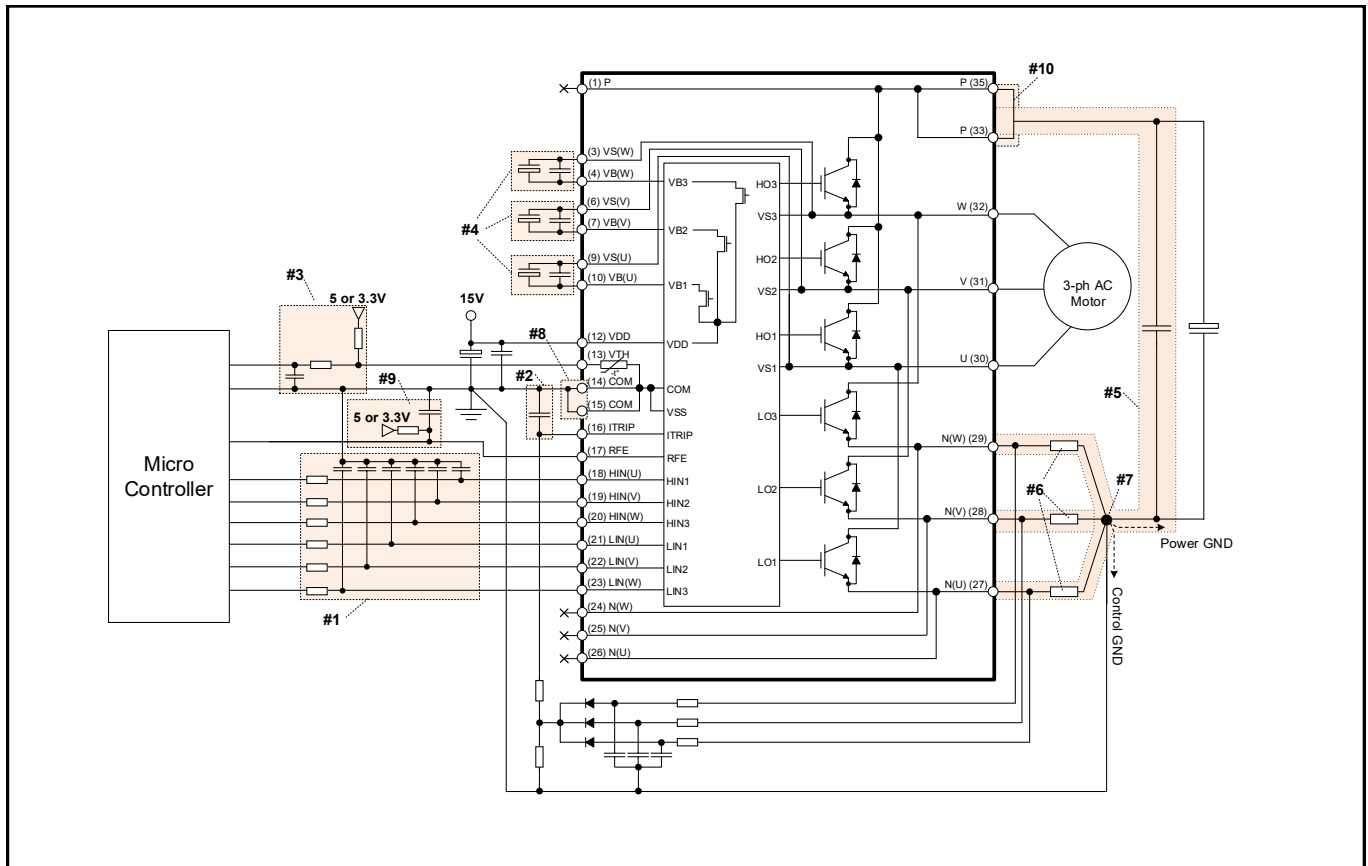 #10
(1) P
P (35)
P (33)
(3) VS(W)
(4) VB(W)
VB3
HO3
(6) VS(V)
VS3
W (32)
#4
(7) VB(V)
VB2
HO2
(9) VS(U)
#3
(10) VB(U)
VB1
VS2
V (31)
3-ph AC
Motor
5 or 3.3V
15V
HO1
#8
(12) VDD
VDD
(13) VTH
VS1
U (30)
#2
(14) COM
COM
#9
(15) COM
VSS
LO3
#5
5 or 3.3V
(16) ITRIP
ITRIP
N(W) (29)
(17) RFE
RFE
Micro
Controller
(18) HIN(U)
HIN1
(19) HIN(V)
HIN2
LO2
#6
#7
(20) HIN(W)
HIN3
N(V) (28)
(21) LIN(U)
LIN1
Power GND
(22) LIN(V)
LIN2
LO1
(23) LIN(W)
LIN3
N(U) (27)
#1
(24) N(W)
Control GND
(25) N(V)
(26) N(U)